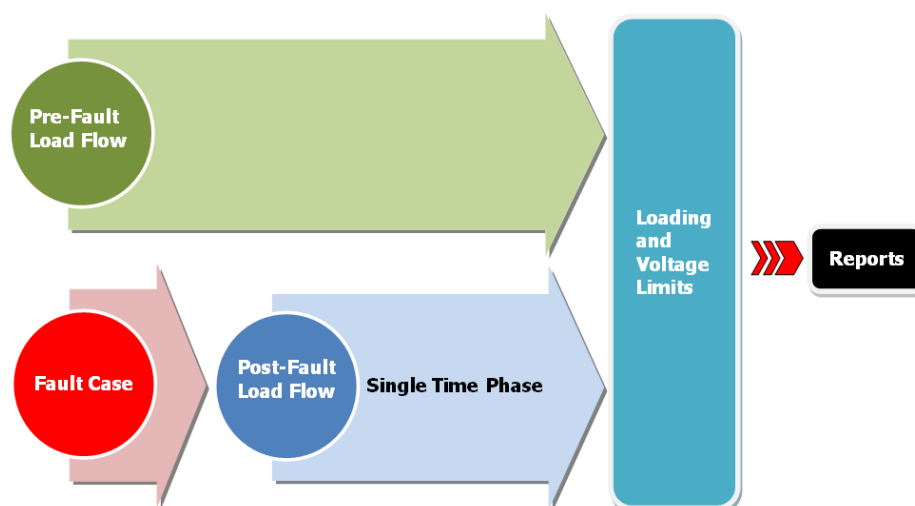 Pre-Fault
Load Flow
Loading
and
Voltage
Limits
Reports
Fault Case
Post-Fault
Load Flow
Single Time Phase